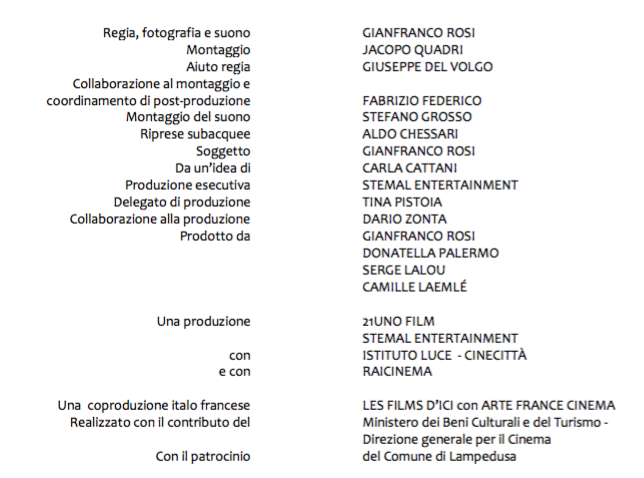 Regia, fotografia e suono GIANFRANCO ROSI
Montaggio JACOPO QUADRI
Aiuto regia GIUSEPPE DEL VOLGO
Collaborazione al montaggio e
coordinamento di post-produzione FABRIZIO FEDERICO
Montaggio del suono STEFANO GROSSO
Riprese subacquee ALDO CHESSARI
Soggetto GIANFRANCO ROSI
Da un'idea di CARLA CATTANI
Produzione esecutiva STEMAL ENTERTAINMENT
Delegato di produzione TINA PISTOIA
Collaborazione alla produzione DARIO ZONTA
Prodotto da GIANFRANCO ROSI
DONATELLA PALERMO
SERGE LALOU
CAMILLE LAEMLÉ
Una produzione 21UNO FILM
STEMAL ENTERTAINMENT
con ISTITUTO LUCE - CINECITTÀ
e con RAICINEMA
Una coproduzione italo francese LES FILMS D'ICI con ARTE FRANCE CINEMA
Realizzato con il contributo del Ministero dei Beni Culturali e del Turismo -
Direzione generale per il Cinema
Con il patrocinio del Comune di Lampedusa